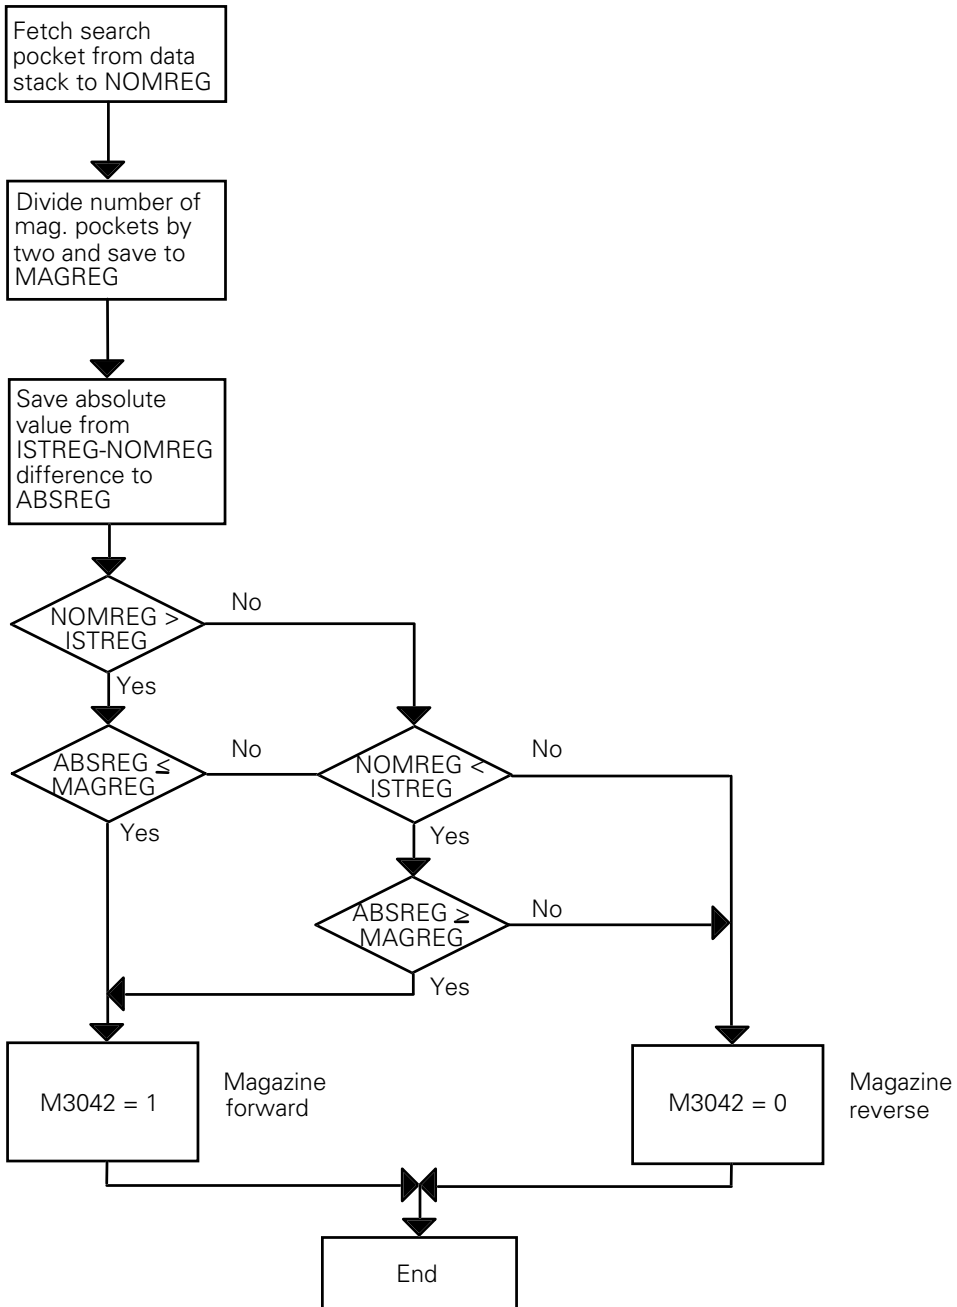 Fetch search
pocket from data
stack to NOMREG
Divide number of
mag. pockets by
two and save to
MAGREG
Save absolute
value from
ISTREG-NOMREG
difference to
ABSREG
NOMREG >
ISTREG
No
Yes
ABSREG ≤
MAGREG
No
Yes
NOMREG <
ISTREG
No
Yes
ABSREG ≥
MAGREG
No
Yes
M3042 = 1
Magazine
forward
M3042 = 0
Magazine
reverse
End